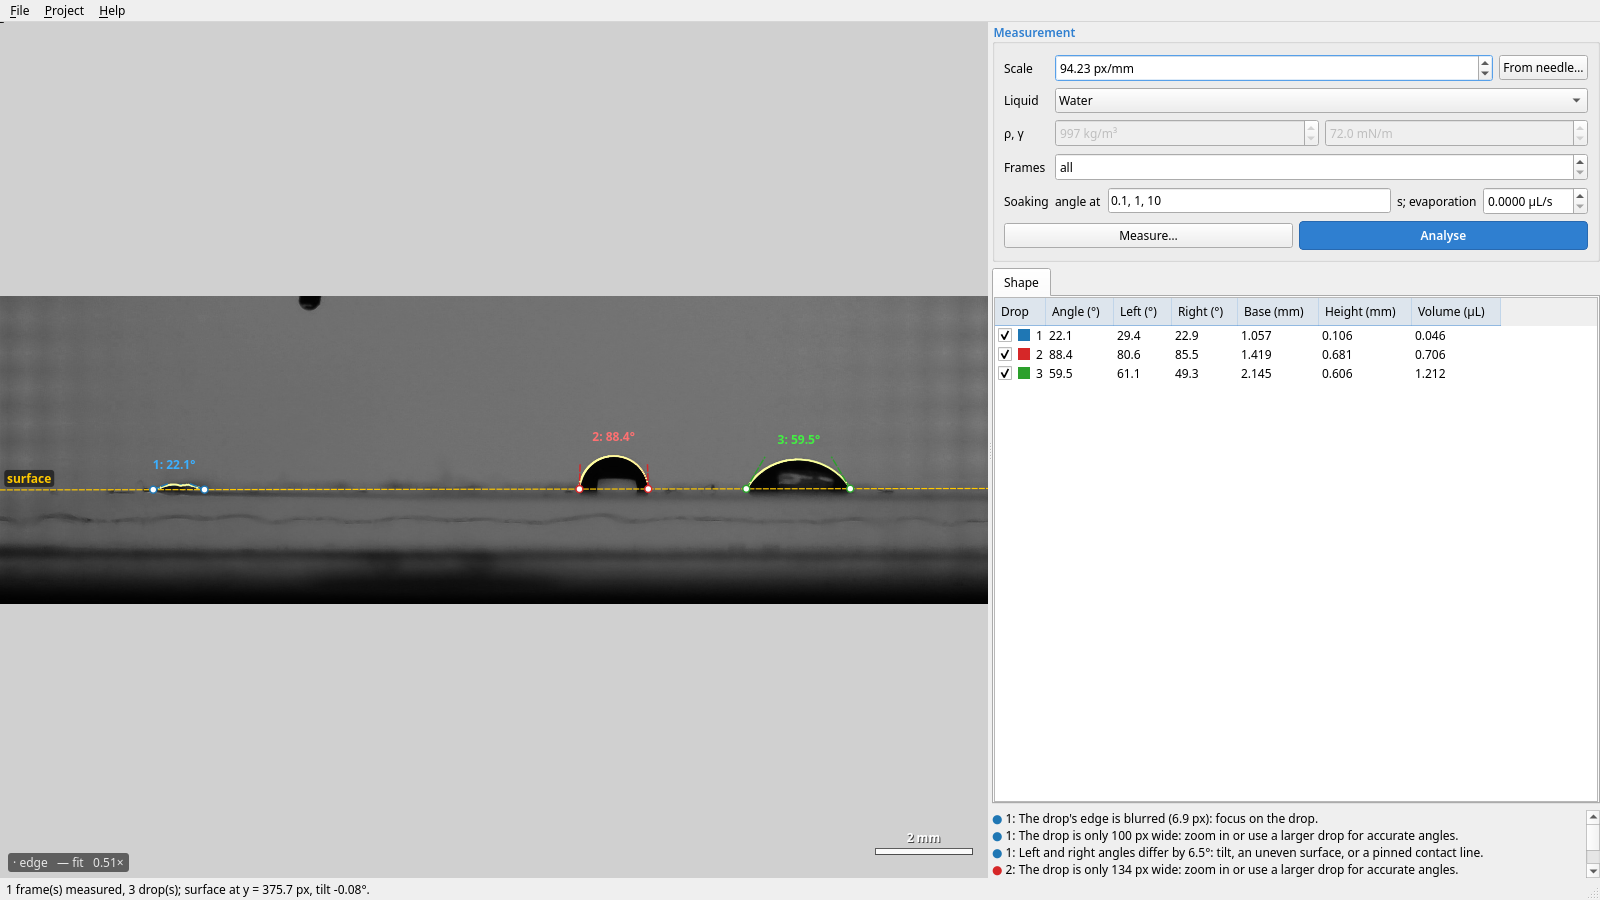 File Project Help
Measurement
Scale 94.23 px/mm From needle...
Liquid Water
ρ, γ 997 kg/m³ 72.0 mN/m
Frames all
Soaking angle at 0.1, 1, 10 s; evaporation 0.0000 µL/s
Measure... Analyse
Shape
Drop Angle (°) Left (°) Right (°) Base (mm) Height (mm) Volume (µL)
1 22.1 29.4 22.9 1.057 0.106 0.046
2 88.4 80.6 85.5 1.419 0.681 0.706
3 59.5 61.1 49.3 2.145 0.606 1.212
2: 88.4°
3: 59.5°
1: 22.1°
surface
2 mm
· edge — fit 0.51×
1: The drop's edge is blurred (6.9 px): focus on the drop.
1: The drop is only 100 px wide: zoom in or use a larger drop for accurate angles.
1: Left and right angles differ by 6.5°: tilt, an uneven surface, or a pinned contact line.
2: The drop is only 134 px wide: zoom in or use a larger drop for accurate angles.
1 frame(s) measured, 3 drop(s); surface at y = 375.7 px, tilt -0.08°.